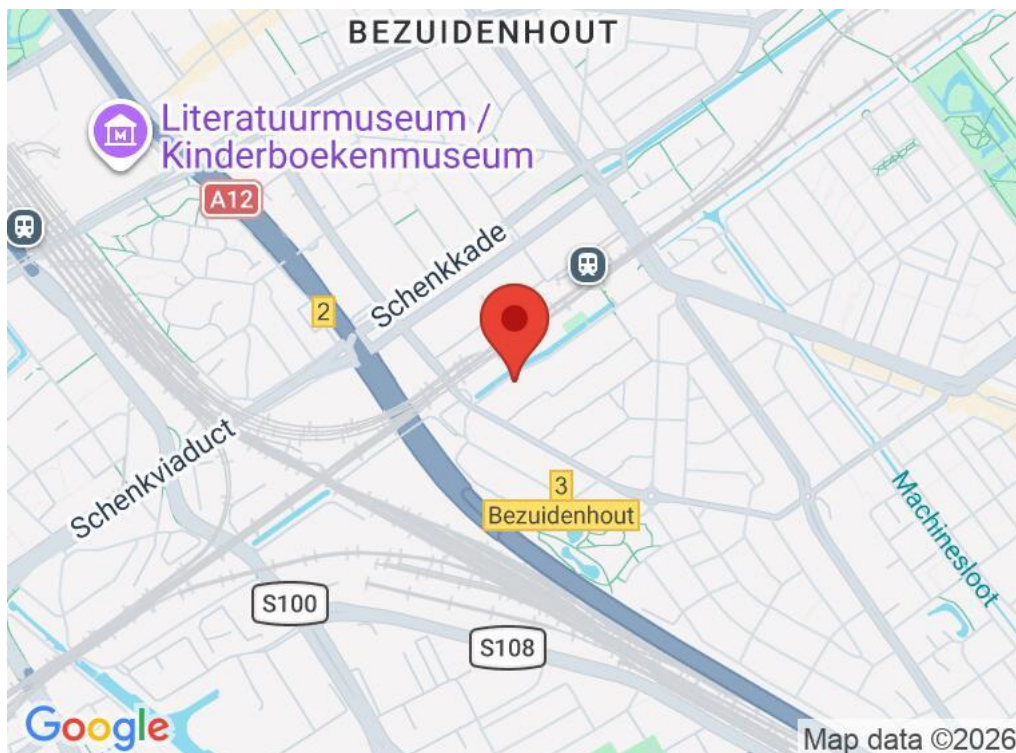 BEZUIDENHOUT
Literatuurmuseum /
Kinderboekenmuseum
M
A12
Schenkkade
2
Schenkviaduct
3
Bezuidenhout
Machinesloot
S100
S108
Google
Map data ©2026